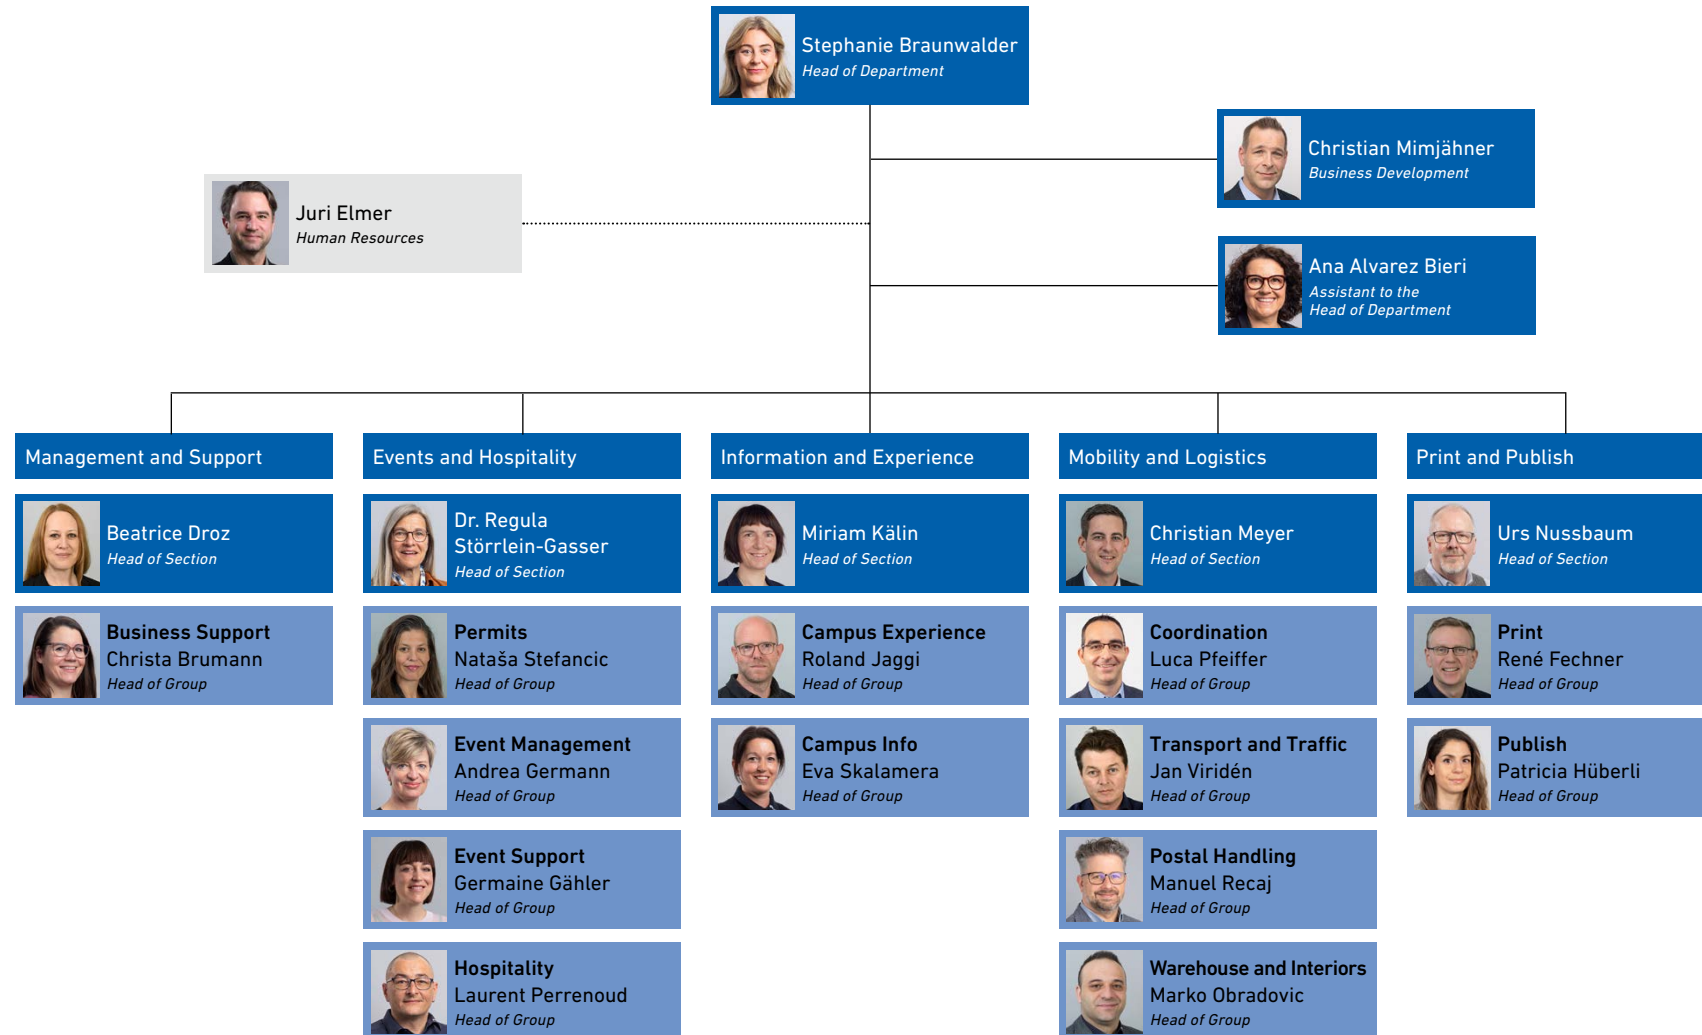 Stephanie Braunwalder
Head of Department
Christian Mimjähner
Business Development
Juri Elmer
Human Resources
Ana Alvarez Bieri
Assistant to the
Head of Department
Management and Support
Beatrice Droz
Head of Section
Business Support
Christa Brumann
Head of Group
Events and Hospitality
Dr. Regula
Störrlein-Gasser
Head of Section
Permits
Nataša Stefancic
Head of Group
Event Management
Andrea Germann
Head of Group
Event Support
Germaine Gähler
Head of Group
Hospitality
Laurent Perrenoud
Head of Group
Information and Experience
Miriam Kälin
Head of Section
Campus Experience
Roland Jaggi
Head of Group
Campus Info
Eva Skalamera
Head of Group
Mobility and Logistics
Christian Meyer
Head of Section
Coordination
Luca Pfeiffer
Head of Group
Transport and Traffic
Jan Viridén
Head of Group
Postal Handling
Manuel Recaj
Head of Group
Warehouse and Interiors
Marko Obradovic
Head of Group
Print and Publish
Urs Nussbaum
Head of Section
Print
René Fechner
Head of Group
Publish
Patricia Hüberli
Head of Group